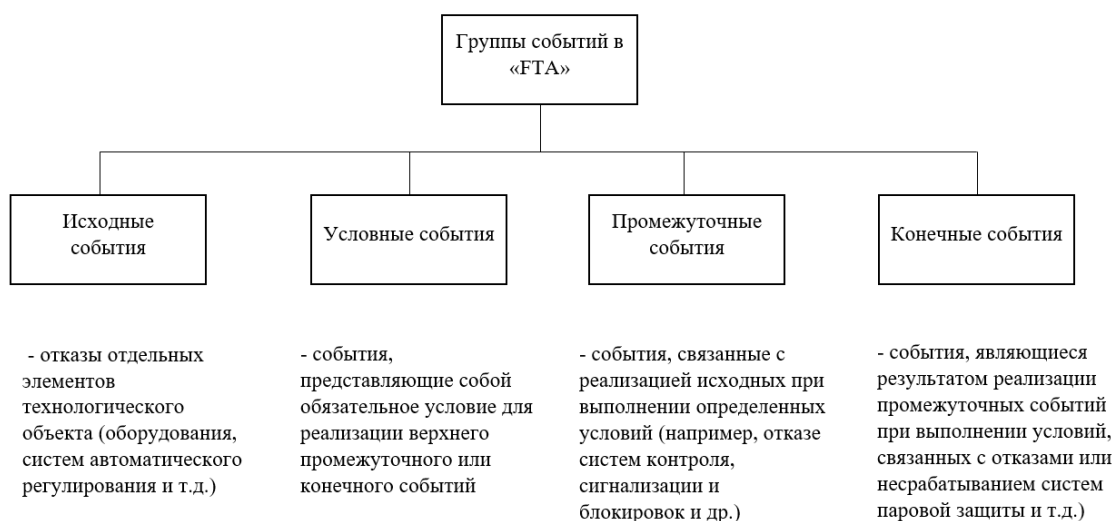 Группы событий в
«FTA»
Исходные
события
Условные события
Промежуточные
события
Конечные события
- отказы отдельных
элементов
технологического
объекта (оборудования,
систем автоматического
регулирования и т.д.)
- события,
представляющие собой
обязательное условие для
реализации верхнего
промежуточного или
конечного событий
- события, связанные с
реализацией исходных при
выполнении определенных
условий (например, отказе
систем контроля,
сигнализации и
блокировок и др.)
- события, являющиеся
результатом реализации
промежуточных событий
при выполнении условий,
связанных с отказами или
несрабатыванием систем
паровой защиты и т.д.)